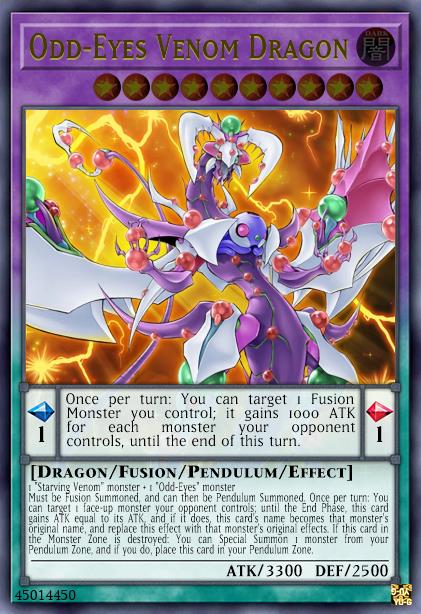 Odd-Eyes Venom Dragon
DARK
闇
Once per turn: You can target 1 Fusion
Monster you control; it gains 1000 ATK
for each monster your opponent
controls, until the end of this turn.
1
1
[Dragon/Fusion/Pendulum/Effect]
1 "Starving Venom" monster + 1 "Odd-Eyes" monster
Must be Fusion Summoned, and can then be Pendulum Summoned. Once per turn: You
can target 1 face-up monster your opponent controls; until the End Phase, this card
gains ATK equal to its ATK, and if it does, this card's name becomes that monster's
original name, and replace this effect with that monster's original effects. If this card in
the Monster Zone is destroyed: You can Special Summon 1 monster from your
Pendulum Zone, and if you do, place this card in your Pendulum Zone.
ATK/3300 DEF/2500
45014450